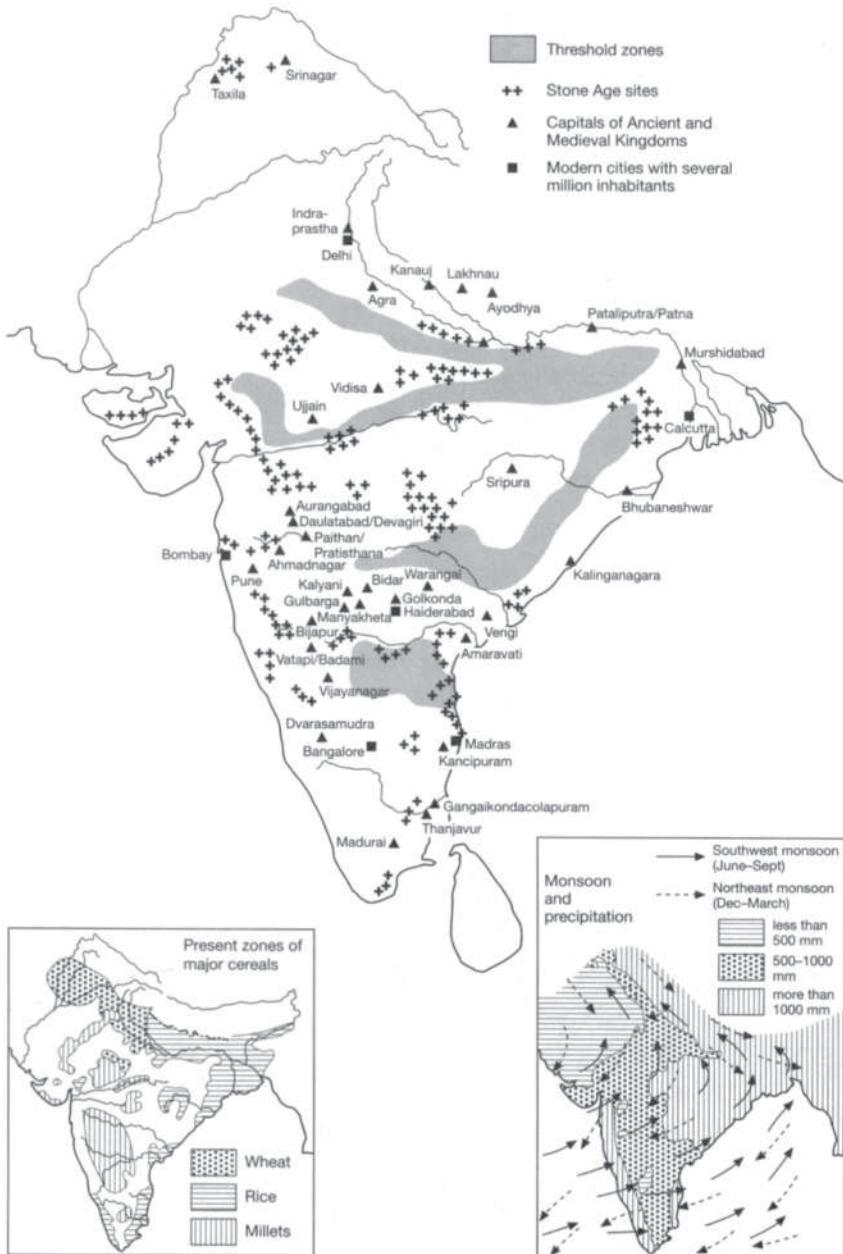 Threshold zones
Stone Age sites
Capitals of Ancient and
Medieval Kingdoms
Modern cities with several
million inhabitants
Srinagar
Taxila
Indra-
prastha
Delhi
Kanauj
Lakhnau
Agra
Ayodhya
Pataliputra/Patna
Murshidabad
Vidisa
Ujjain
Calcutta
Sripura
Bhubaneshwar
Aurangabad
Daulatabad/Devagiri
Paithan/
Pratisthana
Bombay
Ahmadnagar
Pune
Kalinganagara
Kalyani
Bidar
Warangal
Gulbarga
Golkonda
Manyakheta
Haiderabad
Bijapur
Vengi
Amaravati
Vatapi/Badami
Vijayanagar
Dvarasamudra
Bangalore
Madras
Kancipuram
Gangaikondacolapuram
Thanjavur
Madurai
Present zones of
major cereals
Wheat
Rice
Millets
Monsoon
and
precipitation
Southwest monsoon
(June–Sept)
Northeast monsoon
(Dec–March)
less than
500 mm
500–1000
mm
more than
1000 mm